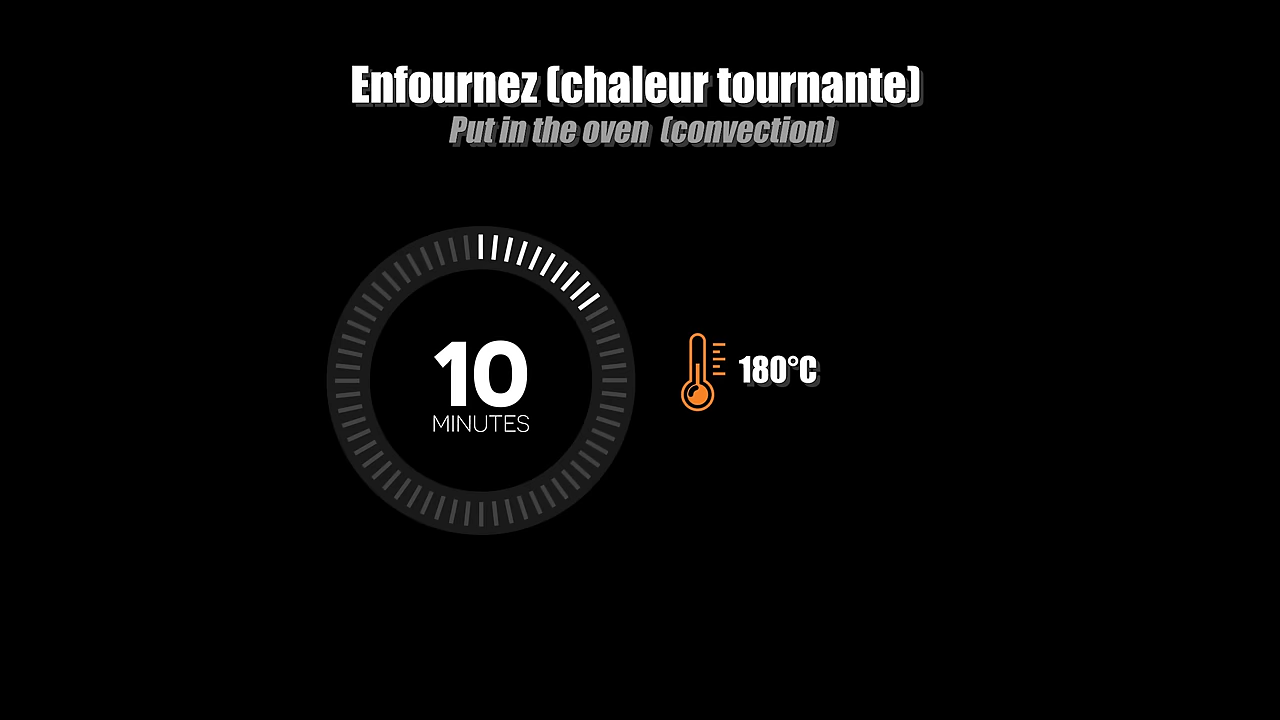 Enfournez (chaleur tournante)
Put in the oven (convection)
10
MINUTES
180°C